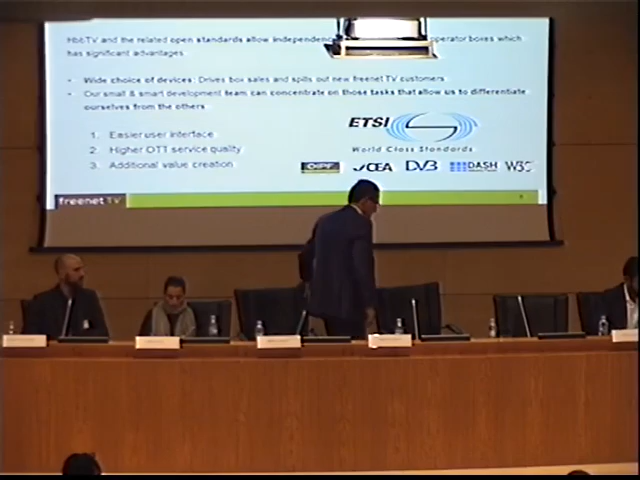 HbbTV and the related open standards allow independenc operator boxes which
has significant advantages:
• Wide choice of devices: Drives box sales and spills out new freenet TV customers
• Our small & smart development team can concentrate on those tasks that allow us to differentiate
ourselves from the others
1. Easier user interface
2. Higher OTT service quality
3. Additional value creation
ETSI
World Class Standards
OIPF CEA DVB DASH W3C
freenet TV